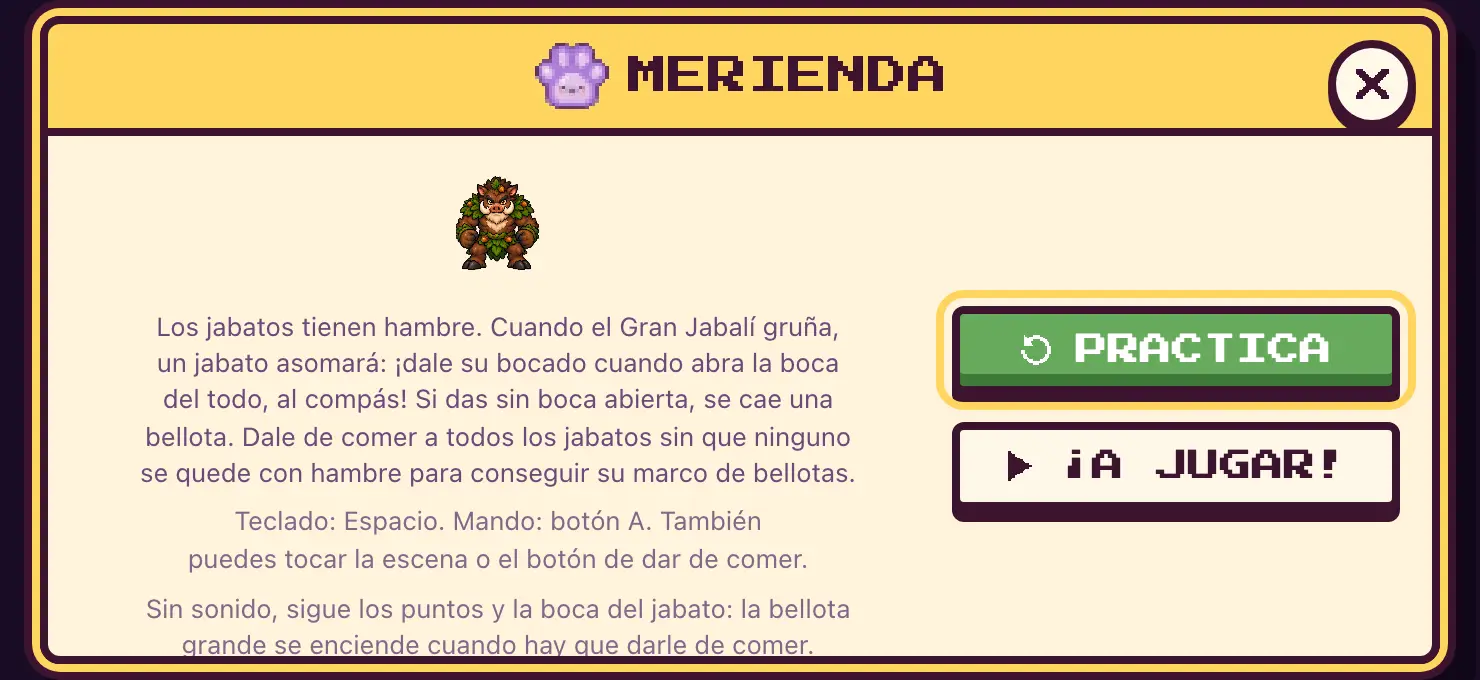 MERIENDA
Los jabatos tienen hambre. Cuando el Gran Jabalí gruña,
un jabato asomará: ¡dale su bocado cuando abra la boca
del todo, al compás! Si das sin boca abierta, se cae una
bellota. Dale de comer a todos los jabatos sin que ninguno
se quede con hambre para conseguir su marco de bellotas.
Teclado: Espacio. Mando: botón A. También
puedes tocar la escena o el botón de dar de comer.
Sin sonido, sigue los puntos y la boca del jabato: la bellota
grande se enciende cuando hay que darle de comer.
PRACTICA
¡A JUGAR!